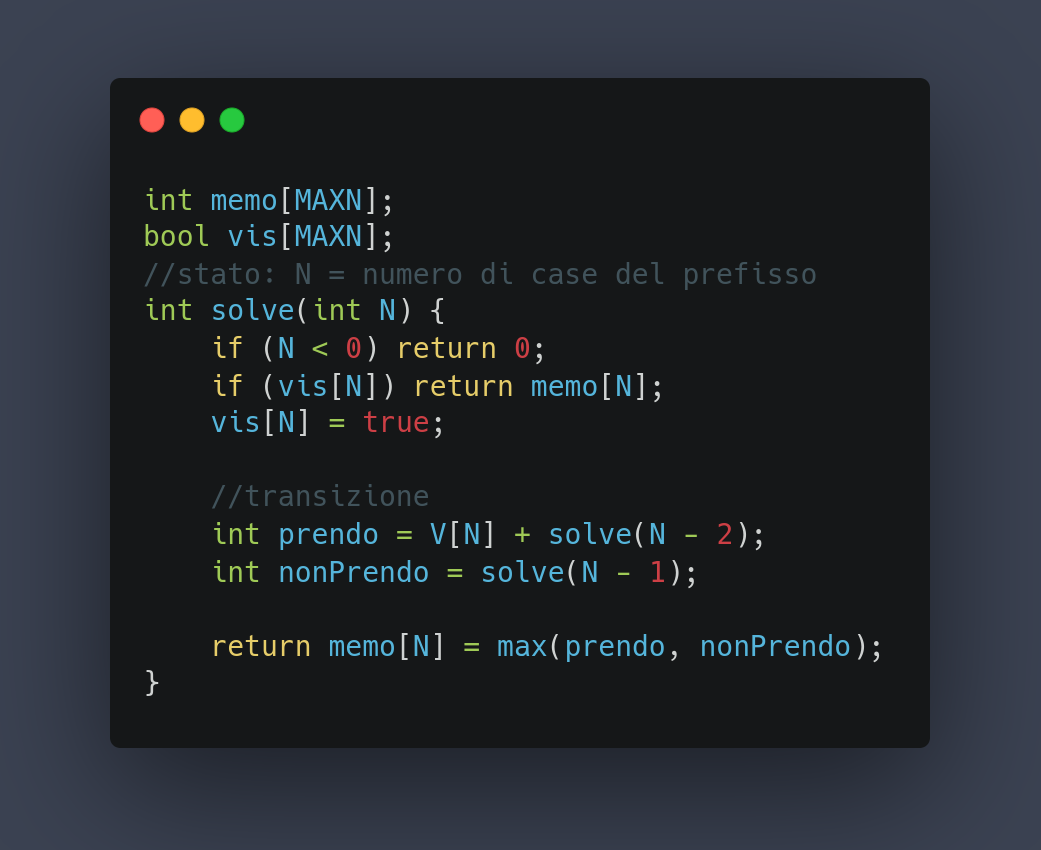 int memo[MAXN];
bool vis[MAXN];
//stato: N = numero di case del prefisso
int solve(int N) {
    if (N < 0) return 0;
    if (vis[N]) return memo[N];
    vis[N] = true;

    //transizione
    int prendo = V[N] + solve(N - 2);
    int nonPrendo = solve(N - 1);

    return memo[N] = max(prendo, nonPrendo);
}